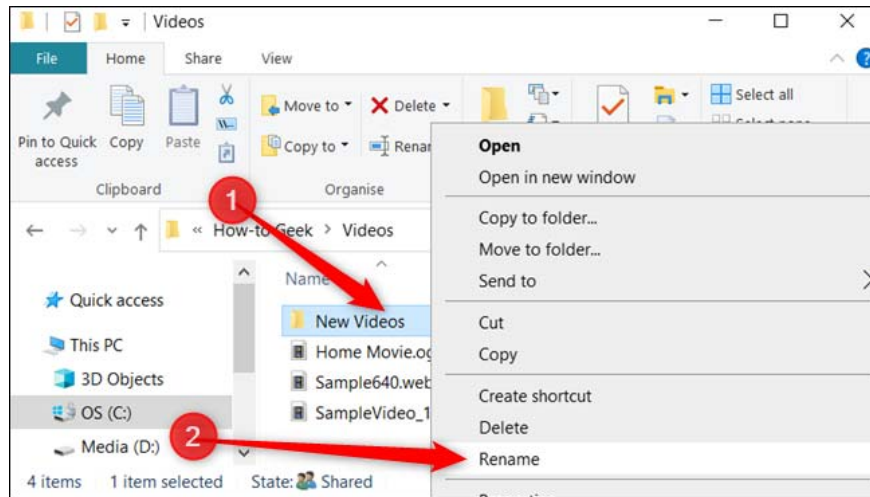 Videos
File Home Share View
Move to Delete Select all
Pin to Quick access Copy Paste Copy to
Clipboard Organise
1
« How-to Geek > Videos
Name
Quick access
New Videos
This PC
Home Movie.og
3D Objects
Sample640.web
OS (C:)
SampleVideo_1
2
Media (D:)
4 items 1 item selected State: Shared
Open
Open in new window
Copy to folder...
Move to folder...
Send to
Cut
Copy
Create shortcut
Delete
Rename